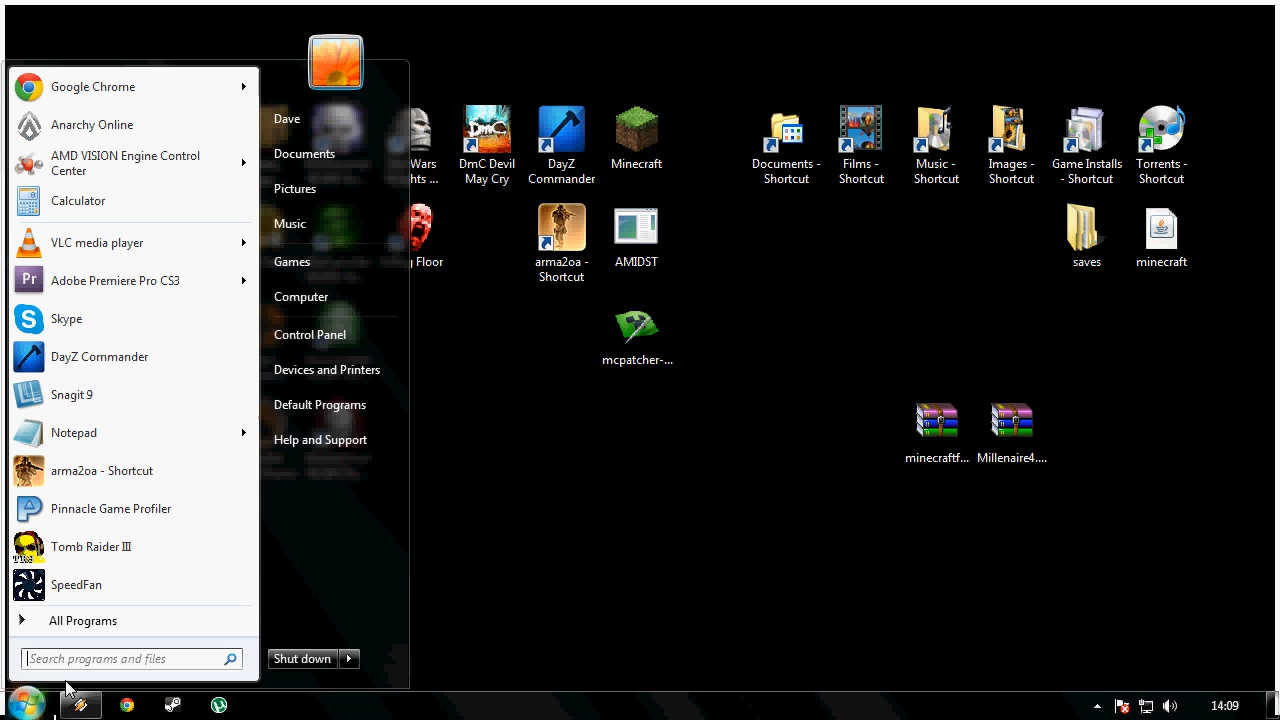 Google Chrome
Anarchy Online
AMD VISION Engine Control
Center
Calculator
VLC media player
Adobe Premiere Pro CS3
Pr
Skype
DayZ Commander
Snagit 9
Notepad
arma2oa - Shortcut
Pinnacle Game Profiler
Tomb Raider III
SpeedFan
All Programs
Search programs and files
Dave
Documents
Pictures
Music
Games
Computer
Control Panel
Devices and Printers
Default Programs
Help and Support
Shut down
Wars
hts ...
DmC
DmC Devil
May Cry
DayZ
Commander
Minecraft
Documents -
Shortcut
Films -
Shortcut
Music -
Shortcut
Images -
Shortcut
Game Installs
- Shortcut
Torrents -
Shortcut
Floor
arma2oa -
Shortcut
AMIDST
saves
minecraft
mcpatcher-...
minecraftf...
Millenaire4....
14:09